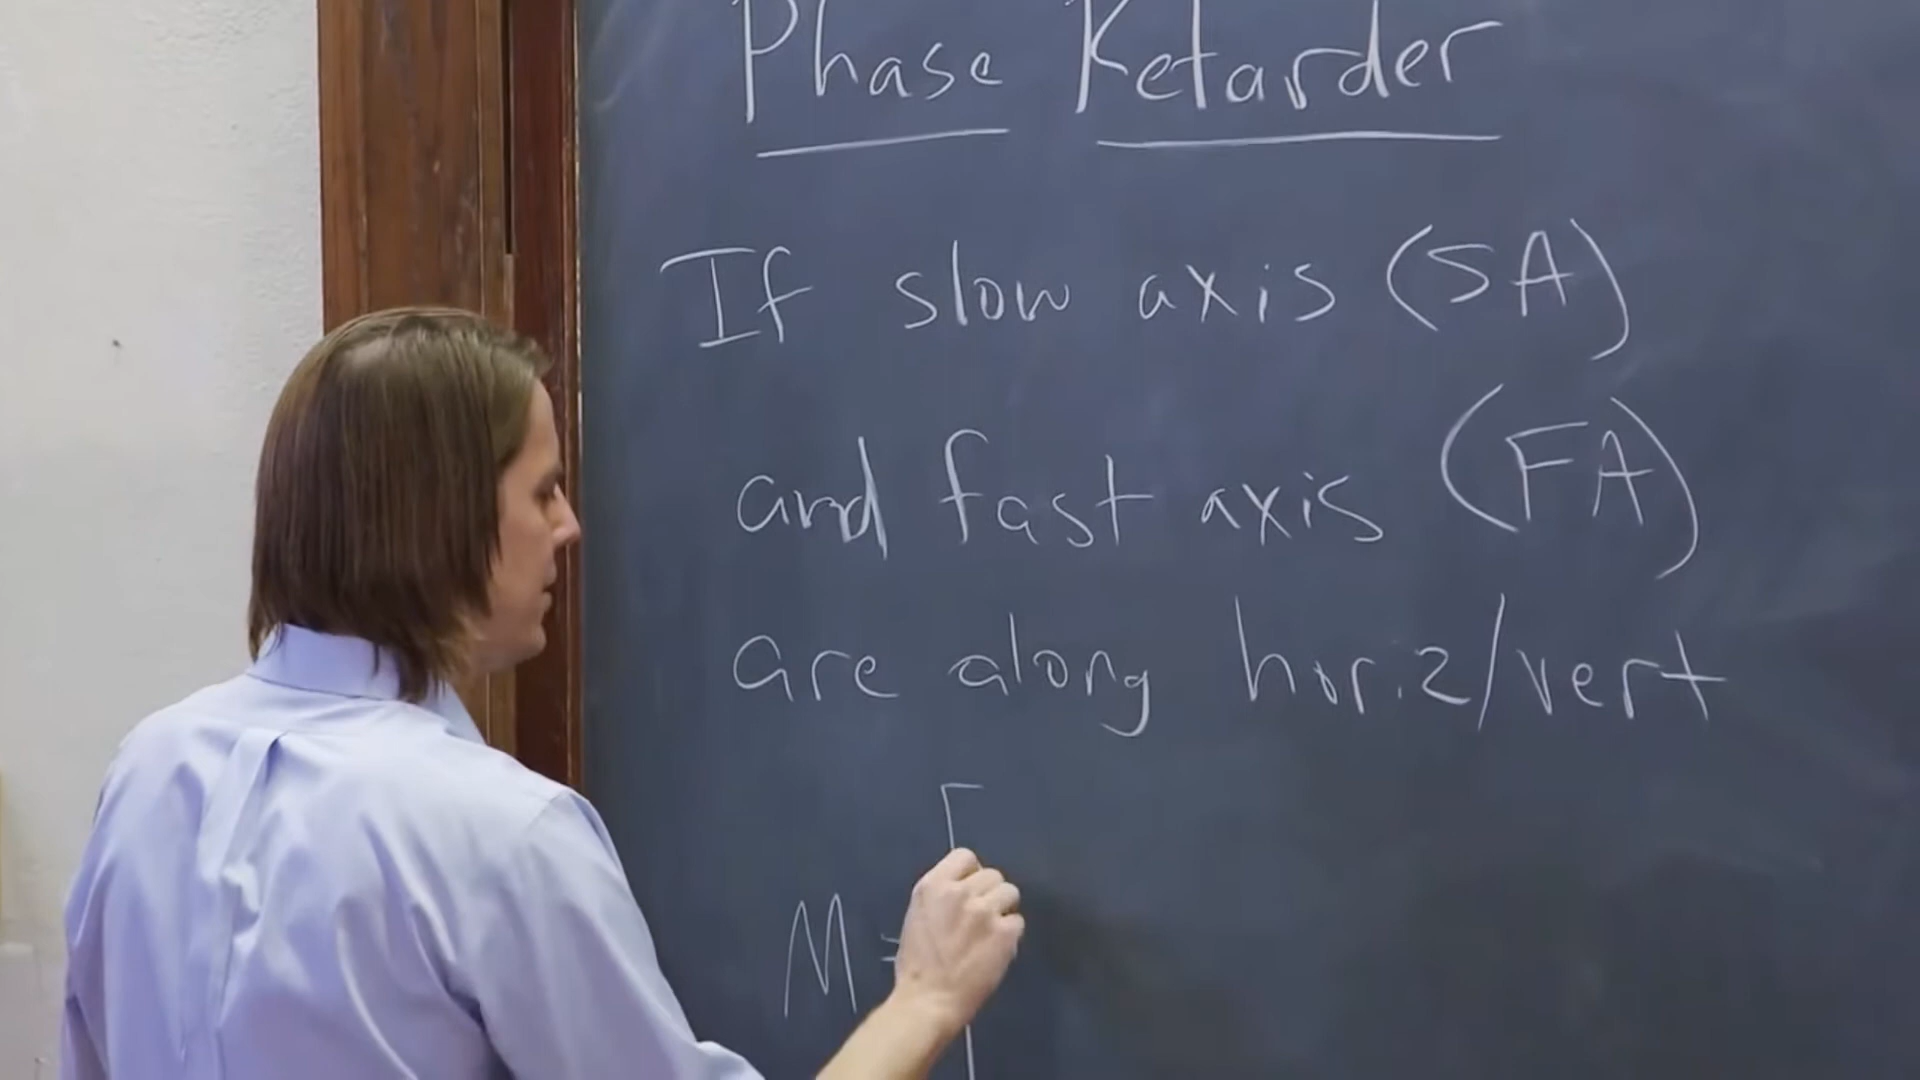 Phase Retarder
If slow axis (SA)
and fast axis (FA)
are along horiz/vert
M = [